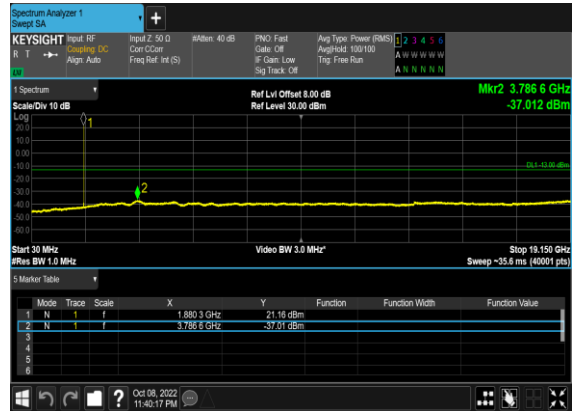 Spectrum Analyzer 1
Swept SA
KEYSIGHT Input: RF Input Z: 50 Ω #Atten: 40 dB PNO: Fast Avg Type: Power (RMS) 1 2 3 4 5 6
R T Coupling: DC Corr CCorr Gate: Off Avg|Hold: 100/100 A W W W W W
Align: Auto Freq Ref: Int (S) IF Gain: Low Trig: Free Run
Sig Track: Off A N N N N N
1 Spectrum Ref Lvl Offset 8.00 dB Mkr2 3.786 6 GHz
Scale/Div 10 dB Ref Level 30.00 dBm -37.012 dBm
Log
20.0
1
10.0
0.00
-10.0
DL1 -13.00 dBm
-20.0
-30.0
2
-40.0
-50.0
-60.0
Start 30 MHz Video BW 3.0 MHz* Stop 19.150 GHz
#Res BW 1.0 MHz Sweep ~35.6 ms (40001 pts)
5 Marker Table
Mode Trace Scale X Y Function Function Width Function Value
1 N 1 f 1.880 3 GHz 21.16 dBm
2 N 1 f 3.786 6 GHz -37.01 dBm
3
4
5
6
Oct 08, 2022
11:40:17 PM